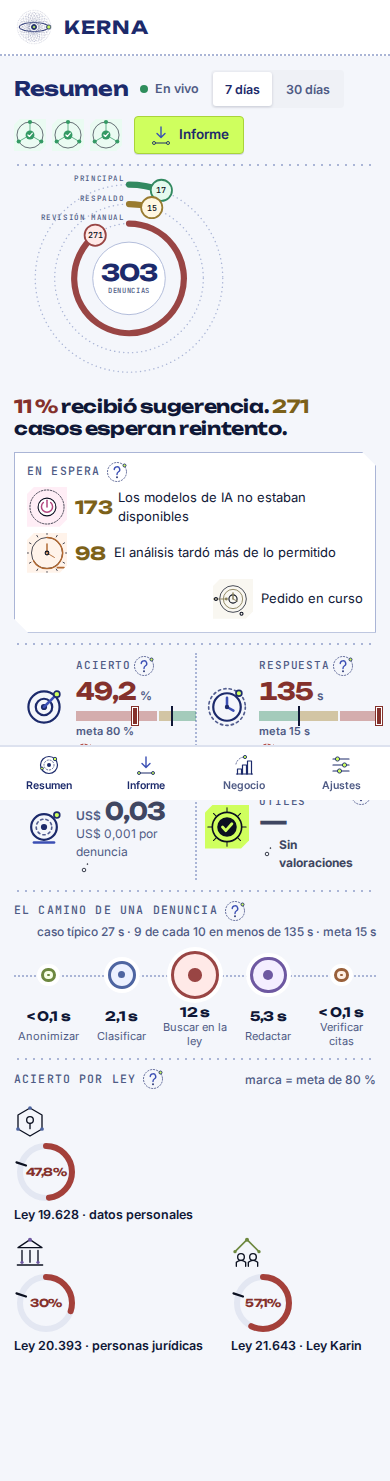 KERNA
Resumen
En vivo
7 días
30 días
Informe
PRINCIPAL
17
RESPALDO
15
REVISIÓN MANUAL
271
303
DENUNCIAS
11 % recibió sugerencia. 271
casos esperan reintento.
EN ESPERA ?
173 Los modelos de IA no estaban
disponibles
98 El análisis tardó más de lo permitido
Pedido en curso
ACIERTO ?
49,2 %
meta 80 %
RESPUESTA ?
135 s
meta 15 s
Resumen
Informe
Negocio
Ajustes
US$ 0,03
US$ 0,001 por
denuncia
ÚTILES
—
Sin
valoraciones
EL CAMINO DE UNA DENUNCIA ?
caso típico 27 s · 9 de cada 10 en menos de 135 s · meta 15 s
<0,1 s
Anonimizar
2,1 s
Clasificar
12 s
Buscar en la
ley
5,3 s
Redactar
<0,1 s
Verificar
citas
ACIERTO POR LEY ?
marca = meta de 80 %
47,8%
Ley 19.628 · datos personales
30%
Ley 20.393 · personas jurídicas
57,1%
Ley 21.643 · Ley Karin